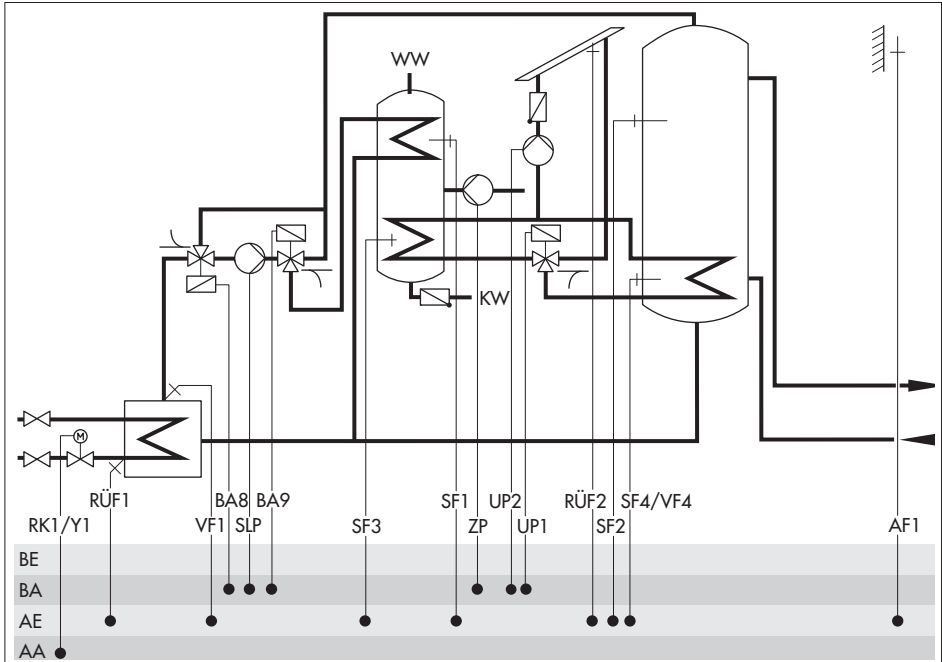 WW
KW
M
RÜF1 BA8 BA9 SF1 UP2 RÜF2 SF4/VF4
RK1/Y1 VF1 SLP SF3 ZP UP1 SF2 AF1
BE
BA
AE
AA